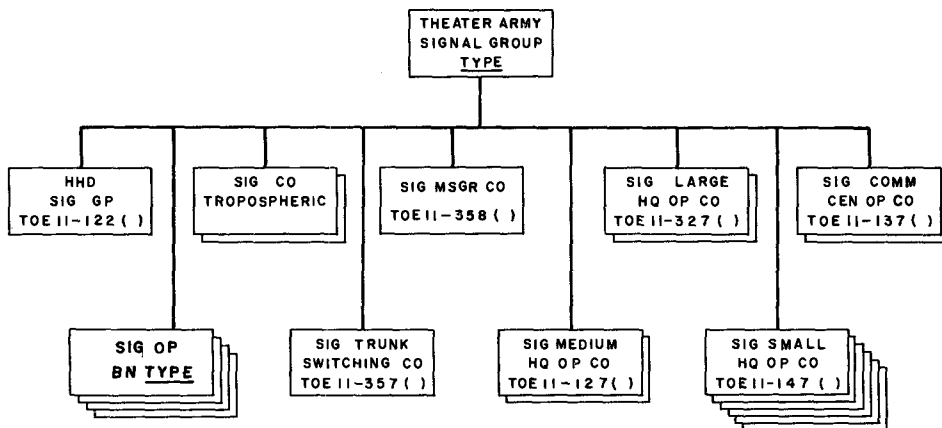 THEATER ARMY
SIGNAL GROUP
TYPE
HHD
SIG GP
TOE 11-122 ( )
SIG CO
TROPOSPHERIC
SIG MSGR CO
TOE 11-358 ( )
SIG LARGE
HQ OP CO
TOE 11-327 ( )
SIG COMM
CEN OP CO
TOE 11-137 ( )
SIG OP
BN TYPE
SIG TRUNK
SWITCHING CO
TOE 11-357 ( )
SIG MEDIUM
HQ OP CO
TOE 11-127 ( )
SIG SMALL
HQ OP CO
TOE 11-147 ( )